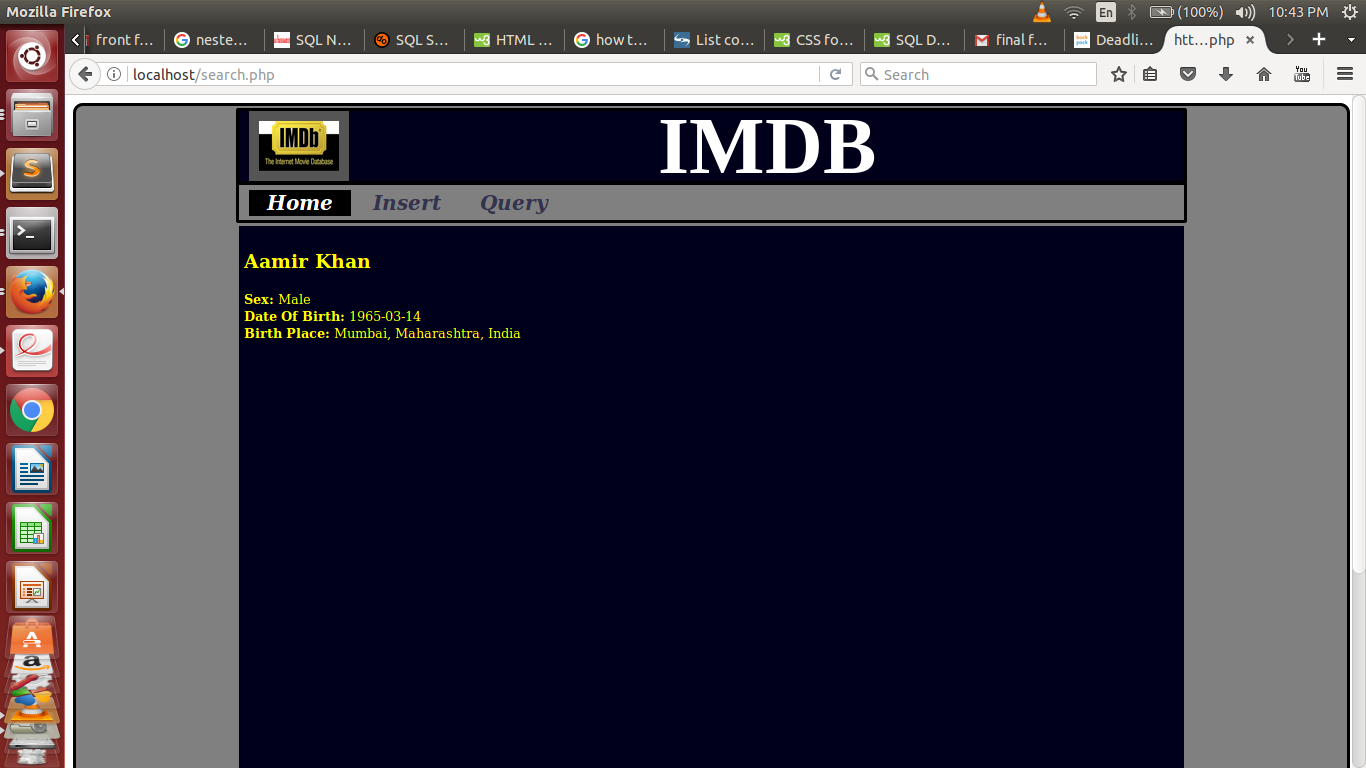 Mozilla Firefox
En
(100%)
10:43 PM
front f...
neste...
SQL N...
SQL S...
HTML ...
how t...
List co...
CSS fo...
SQL D...
final f...
Deadli...
htt...php
localhost/search.php
Search
You
Tube
IMDb
The Internet Movie Database
IMDB
Home
Insert
Query
Aamir Khan
Sex: Male
Date Of Birth: 1965-03-14
Birth Place: Mumbai, Maharashtra, India